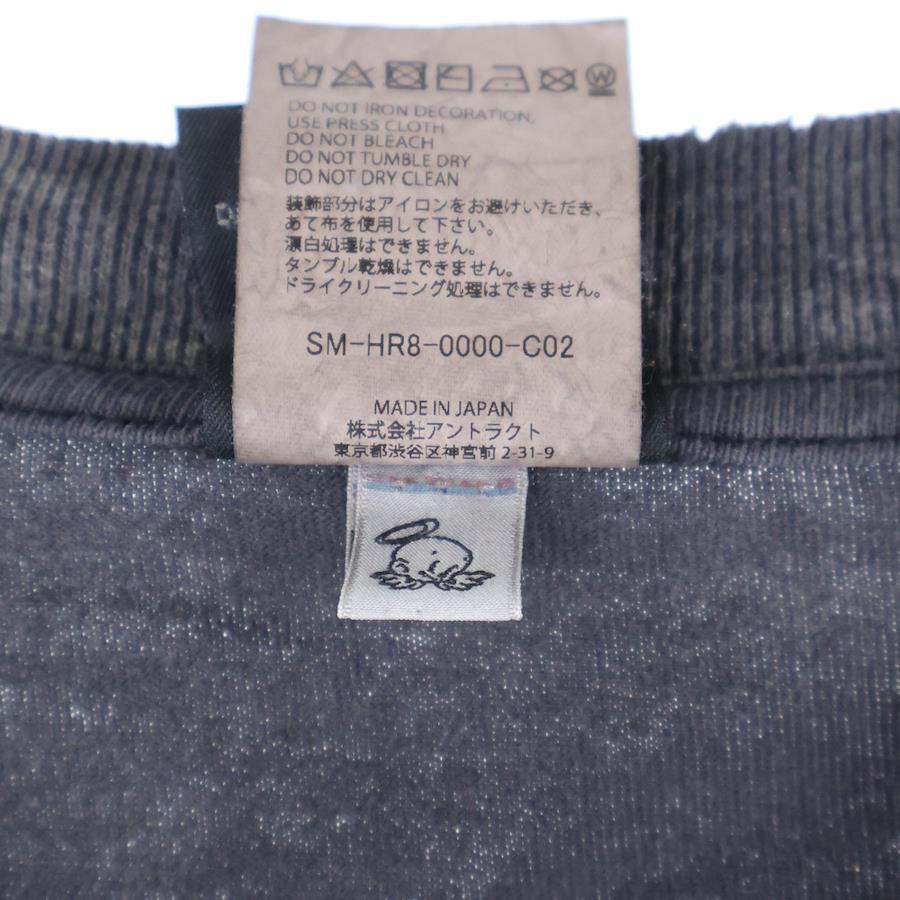 DO NOT IRON DECORATION,
USE PRESS CLOTH
DO NOT BLEACH
DO NOT TUMBLE DRY
DO NOT DRY CLEAN
装飾部分はアイロンをお避けいただき、
あて布を使用して下さい。
漂白処理はできません。
タンブル乾燥はできません。
ドライクリーニング処理はできません。
SM-HR8-0000-C02
MADE IN JAPAN
株式会社アントラクト
東京都渋谷区神宮前 2-31-9